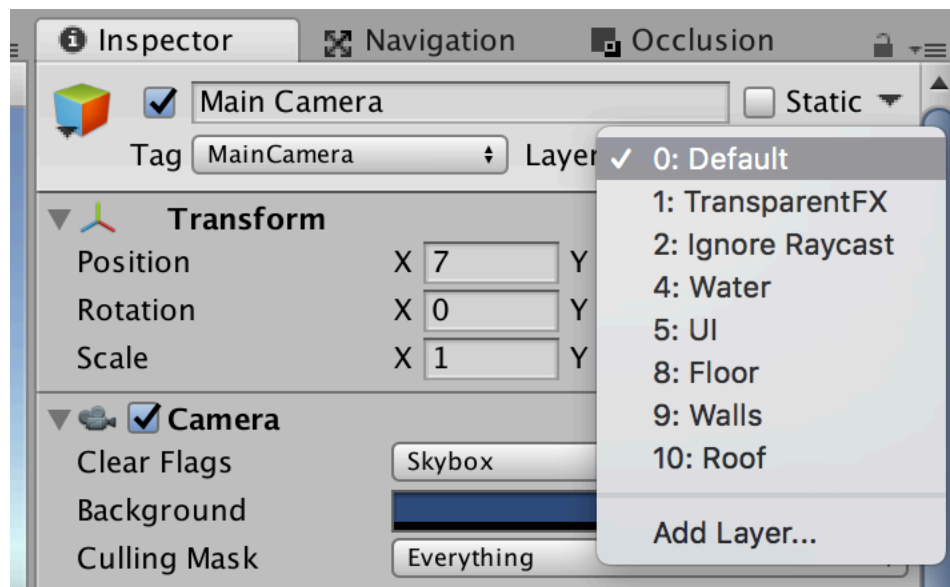 Inspector Navigation Occlusion
Main Camera Static
Tag MainCamera Layer
0: Default
1: TransparentFX
2: Ignore Raycast
4: Water
5: UI
8: Floor
9: Walls
10: Roof
Add Layer...
Transform
Position X 7 Y
Rotation X 0 Y
Scale X 1 Y
Camera
Clear Flags Skybox
Background
Culling Mask Everything